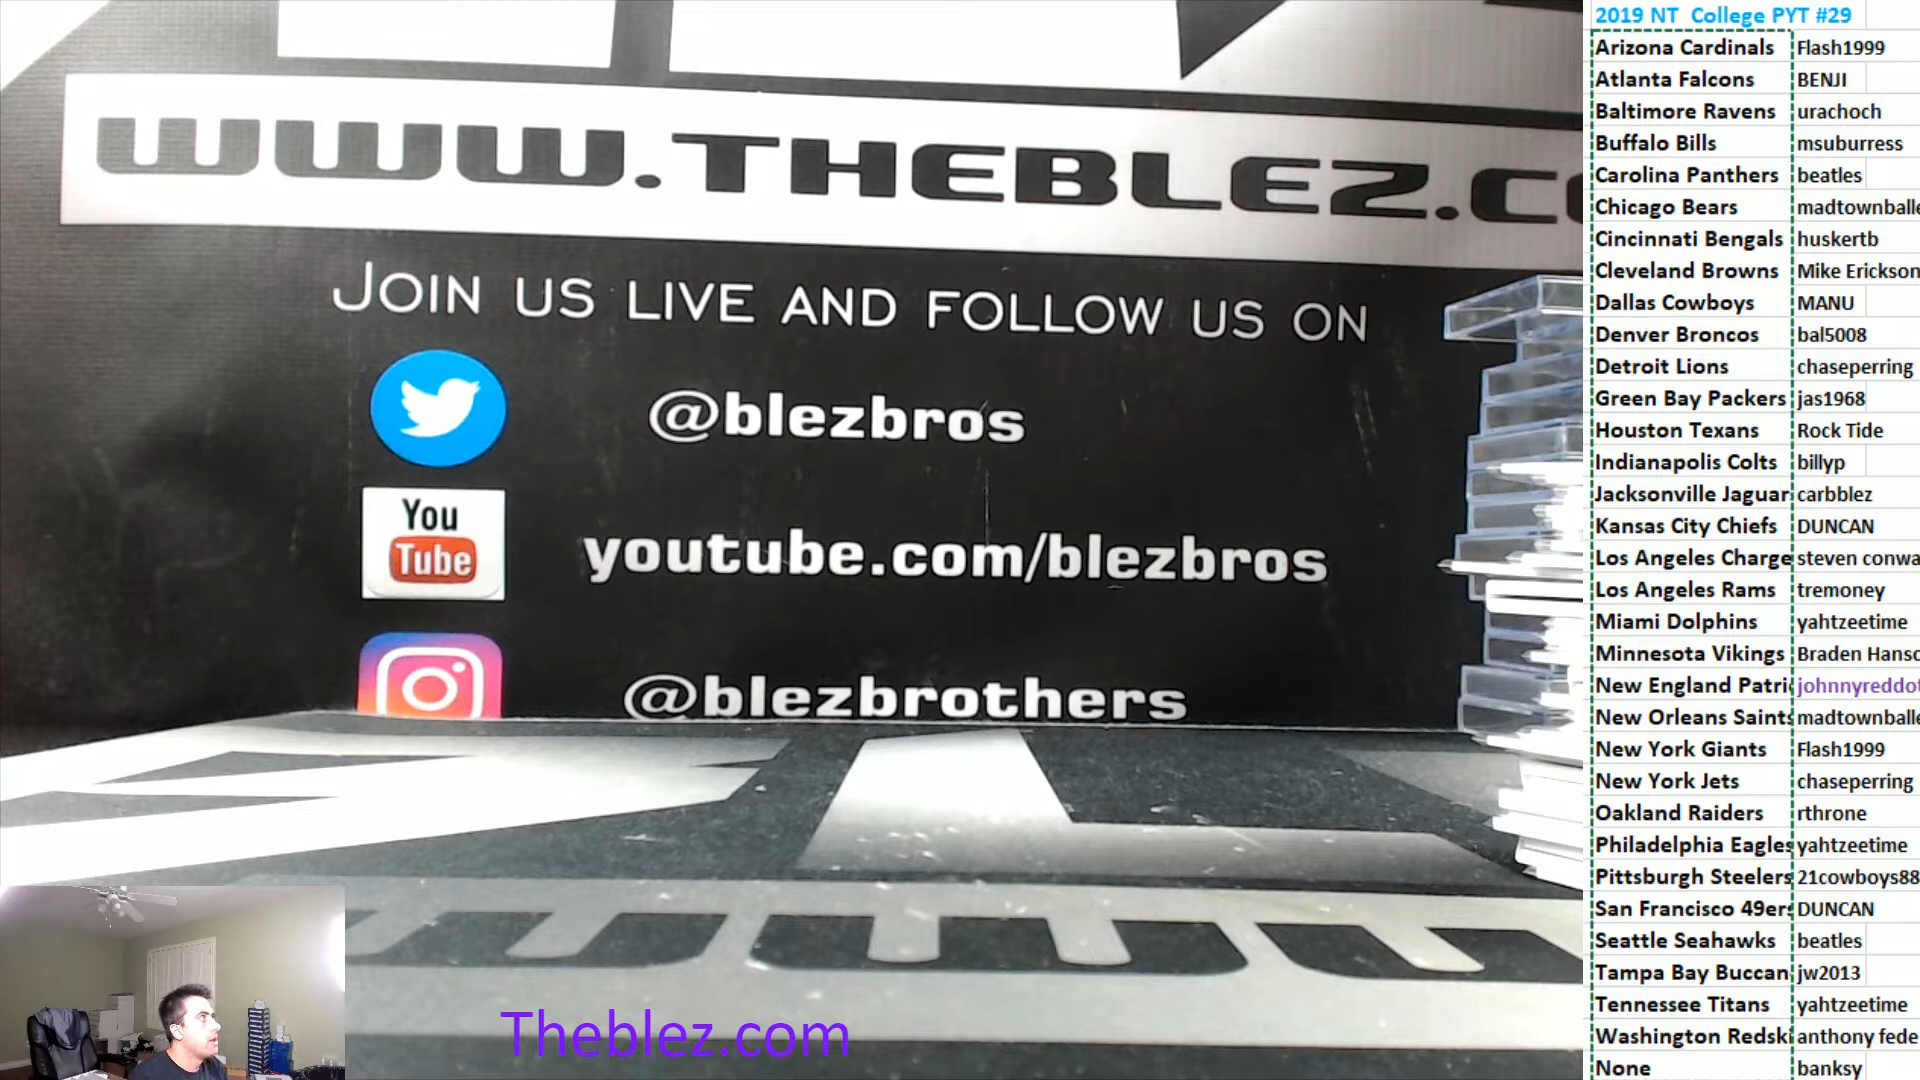 WWW.THEBLEZ.C
JOIN US LIVE AND FOLLOW US ON
@blezbros
You
Tube
youtube.com/blezbros
@blezbrothers
Theblez.com
2019 NT College PYT #29
Arizona Cardinals Flash1999
Atlanta Falcons BENJI
Baltimore Ravens urachoch
Buffalo Bills msuburress
Carolina Panthers beatles
Chicago Bears madtownballe
Cincinnati Bengals huskertb
Cleveland Browns Mike Erickson
Dallas Cowboys MANU
Denver Broncos bal5008
Detroit Lions chaseperring
Green Bay Packers jas1968
Houston Texans Rock Tide
Indianapolis Colts billyp
Jacksonville Jaguar carbblez
Kansas City Chiefs DUNCAN
Los Angeles Charge steven conwa
Los Angeles Rams tremoney
Miami Dolphins yahtzeetime
Minnesota Vikings Braden Hanso
New England Patri johnnyreddot
New Orleans Saints madtownballe
New York Giants Flash1999
New York Jets chaseperring
Oakland Raiders rthrone
Philadelphia Eagles yahtzeetime
Pittsburgh Steelers 21cowboys88
San Francisco 49ers DUNCAN
Seattle Seahawks beatles
Tampa Bay Buccan jw2013
Tennessee Titans yahtzeetime
Washington Redski anthony fede
None banksy